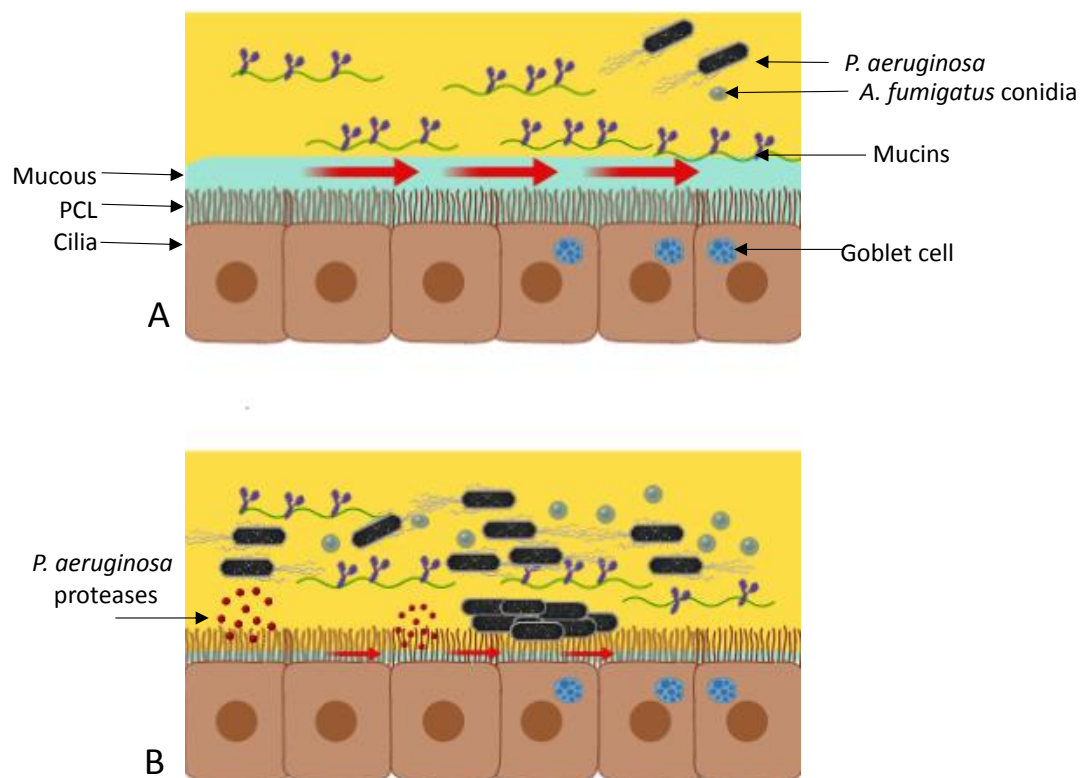 P. aeruginosa
A. fumigatus conidia
Mucins
Mucous
PCL
Cilia
Goblet cell
A
P. aeruginosa
proteases
B